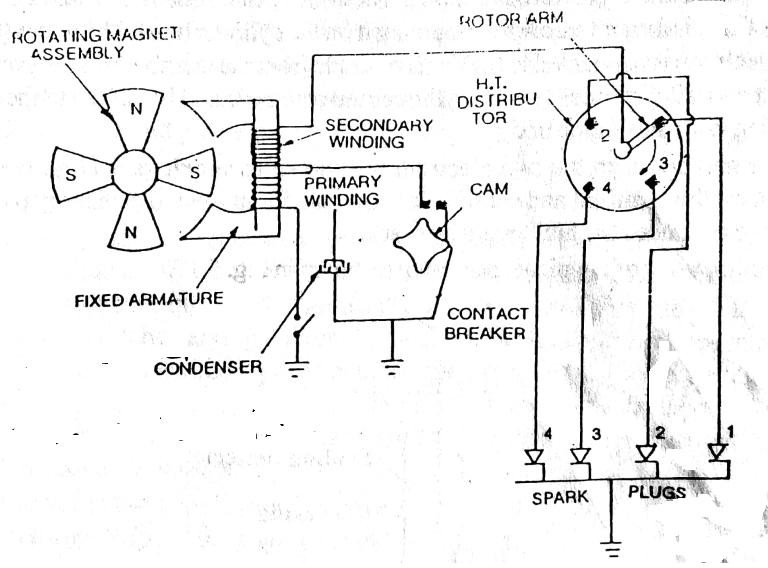 ROTATING MAGNET
ASSEMBLY
ROTOR ARM
H.T.
DISTRIBU
TOR
N
S
S
N
SECONDARY
WINDING
PRIMARY
WINDING
CAM
2
1
3
4
FIXED ARMATURE
CONTACT
BREAKER
CONDENSER
4
3
2
1
SPARK PLUGS